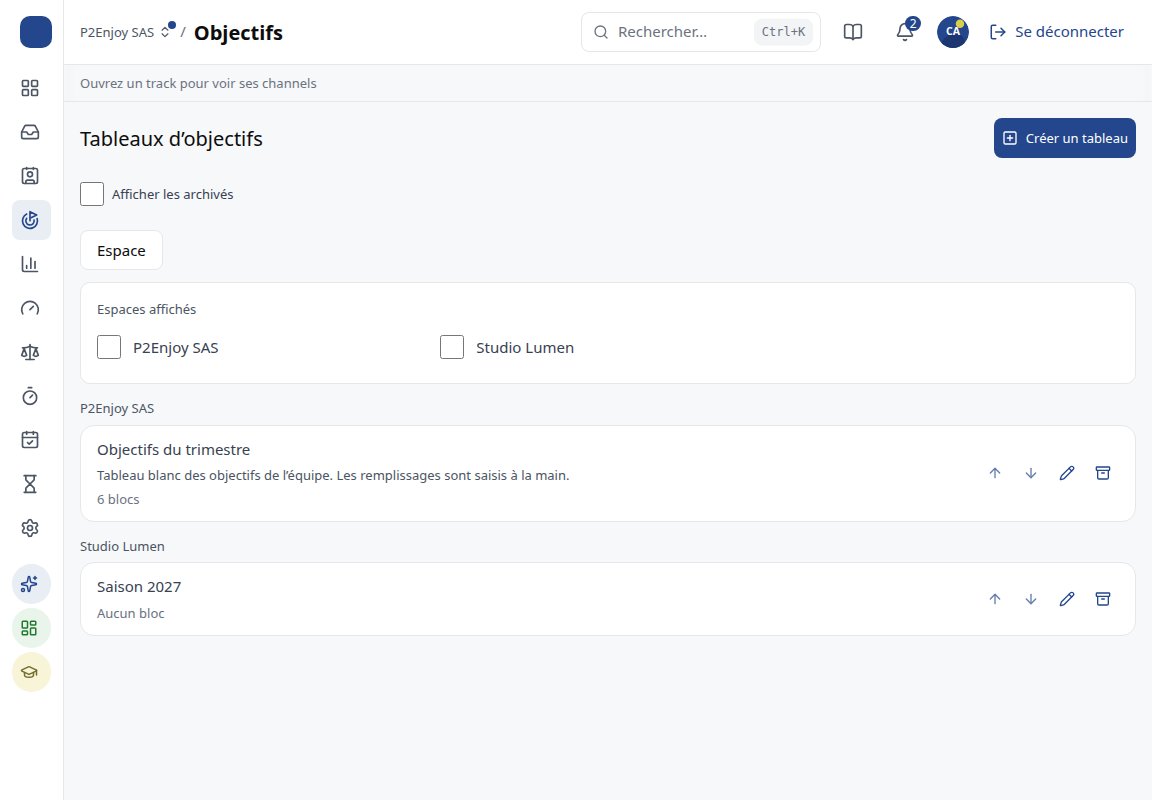 P2Enjoy SAS / Objectifs
Rechercher... Ctrl+K
2
CA
Se déconnecter
Ouvrez un track pour voir ses channels
Tableaux d'objectifs
Créer un tableau
Afficher les archivés
Espace
Espaces affichés
P2Enjoy SAS
Studio Lumen
P2Enjoy SAS
Objectifs du trimestre
Tableau blanc des objectifs de l'équipe. Les remplissages sont saisis à la main.
6 blocs
Studio Lumen
Saison 2027
Aucun bloc